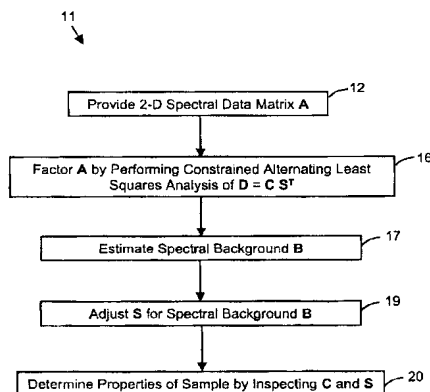 11
12
Provide 2-D Spectral Data Matrix A
16
Factor A by Performing Constrained Alternating Least
Squares Analysis of D = C Sᵀ
17
Estimate Spectral Background B
19
Adjust S for Spectral Background B
20
Determine Properties of Sample by Inspecting C and S